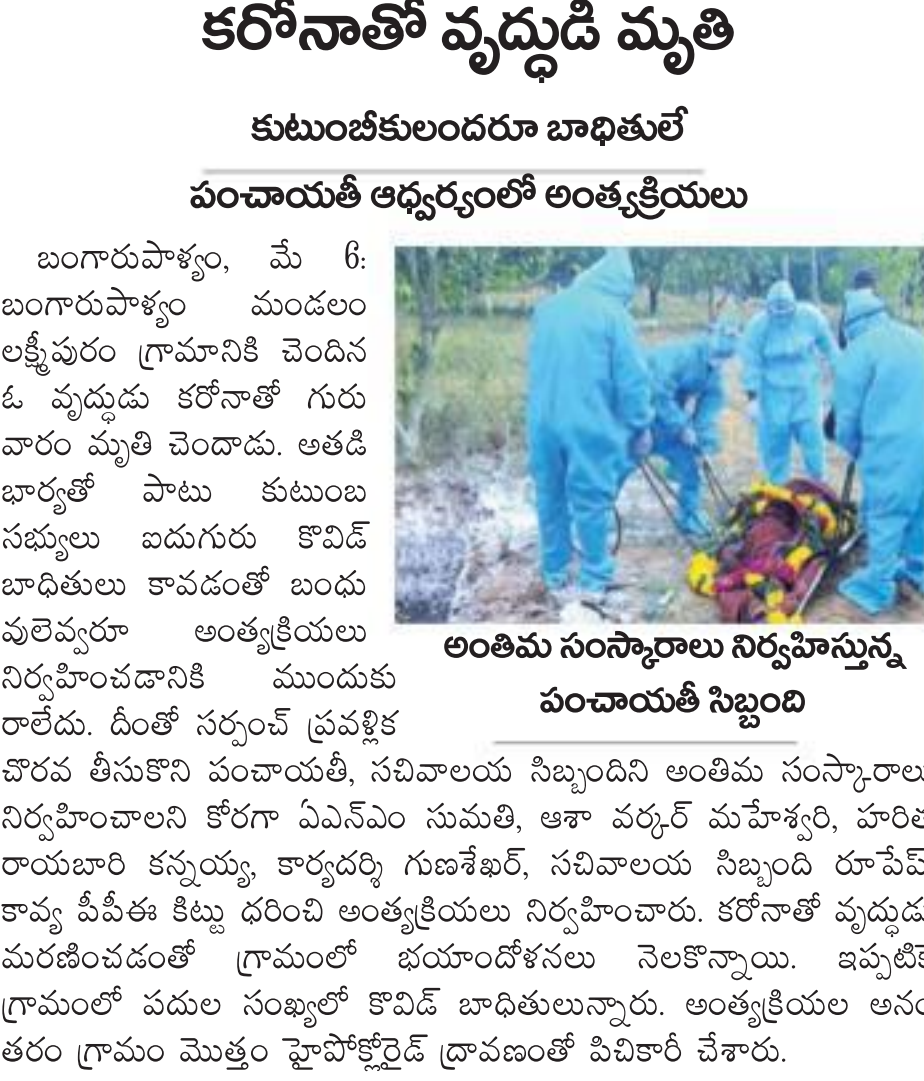 కరోనాతో వృద్ధుడి మృతి
కుటుంబీకులందరూ బాధితులే
పంచాయతీ ఆధ్వర్యంలో అంత్యక్రియలు
బంగారుపాళ్యం, మే 6:
బంగారుపాళ్యం మండలం
లక్ష్మీపురం గ్రామానికి చెందిన
ఓ వృద్ధుడు కరోనాతో గురు
వారం మృతి చెందాడు. అతడి
భార్యతో పాటు కుటుంబ
సభ్యులు ఐదుగురు కొవిడ్
బాధితులు కావడంతో బంధు
వులెవ్వరూ అంత్యక్రియలు
నిర్వహించడానికి ముందుకు
రాలేదు. దీంతో సర్పంచ్ ప్రవళ్లిక
అంతిమ సంస్కారాలు నిర్వహిస్తున్న
పంచాయతీ సిబ్బంది
చొరవ తీసుకొని పంచాయతీ, సచివాలయ సిబ్బందిని అంతిమ సంస్కారాలు
నిర్వహించాలని కోరగా ఏఎన్ఎం సుమతి, ఆశా వర్కర్ మహేశ్వరి, హరిత
రాయబారి కన్నయ్య, కార్యదర్శి గుణశేఖర్, సచివాలయ సిబ్బంది రూపేష్
కావ్య పీపీఈ కిట్టు ధరించి అంత్యక్రియలు నిర్వహించారు. కరోనాతో వృద్ధుడు
మరణించడంతో గ్రామంలో భయాందోళనలు నెలకొన్నాయి. ఇప్పటికే
గ్రామంలో పదుల సంఖ్యలో కొవిడ్ బాధితులున్నారు. అంత్యక్రియల అనం
తరం గ్రామం మొత్తం హైపోక్లోరైడ్ ద్రావణంతో పిచికారీ చేశారు.